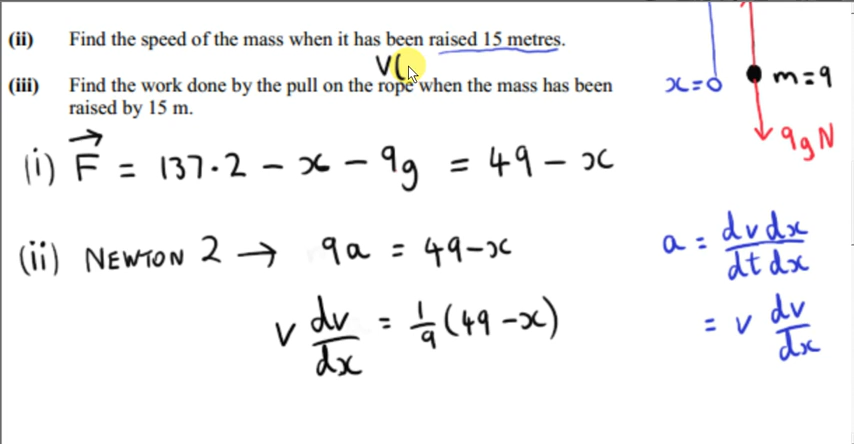 (ii) Find the speed of the mass when it has been raised 15 metres.
v(
(iii) Find the work done by the pull on the rope when the mass has been
raised by 15 m.
x=0
m=9
9g N
(i) F = 137.2 - x - 9g = 49 - x
(ii) NEWTON 2 → 9a = 49-x
a = dv dx / dt dx
v dv/dx = 1/9 (49 - x)
= v dv/dx